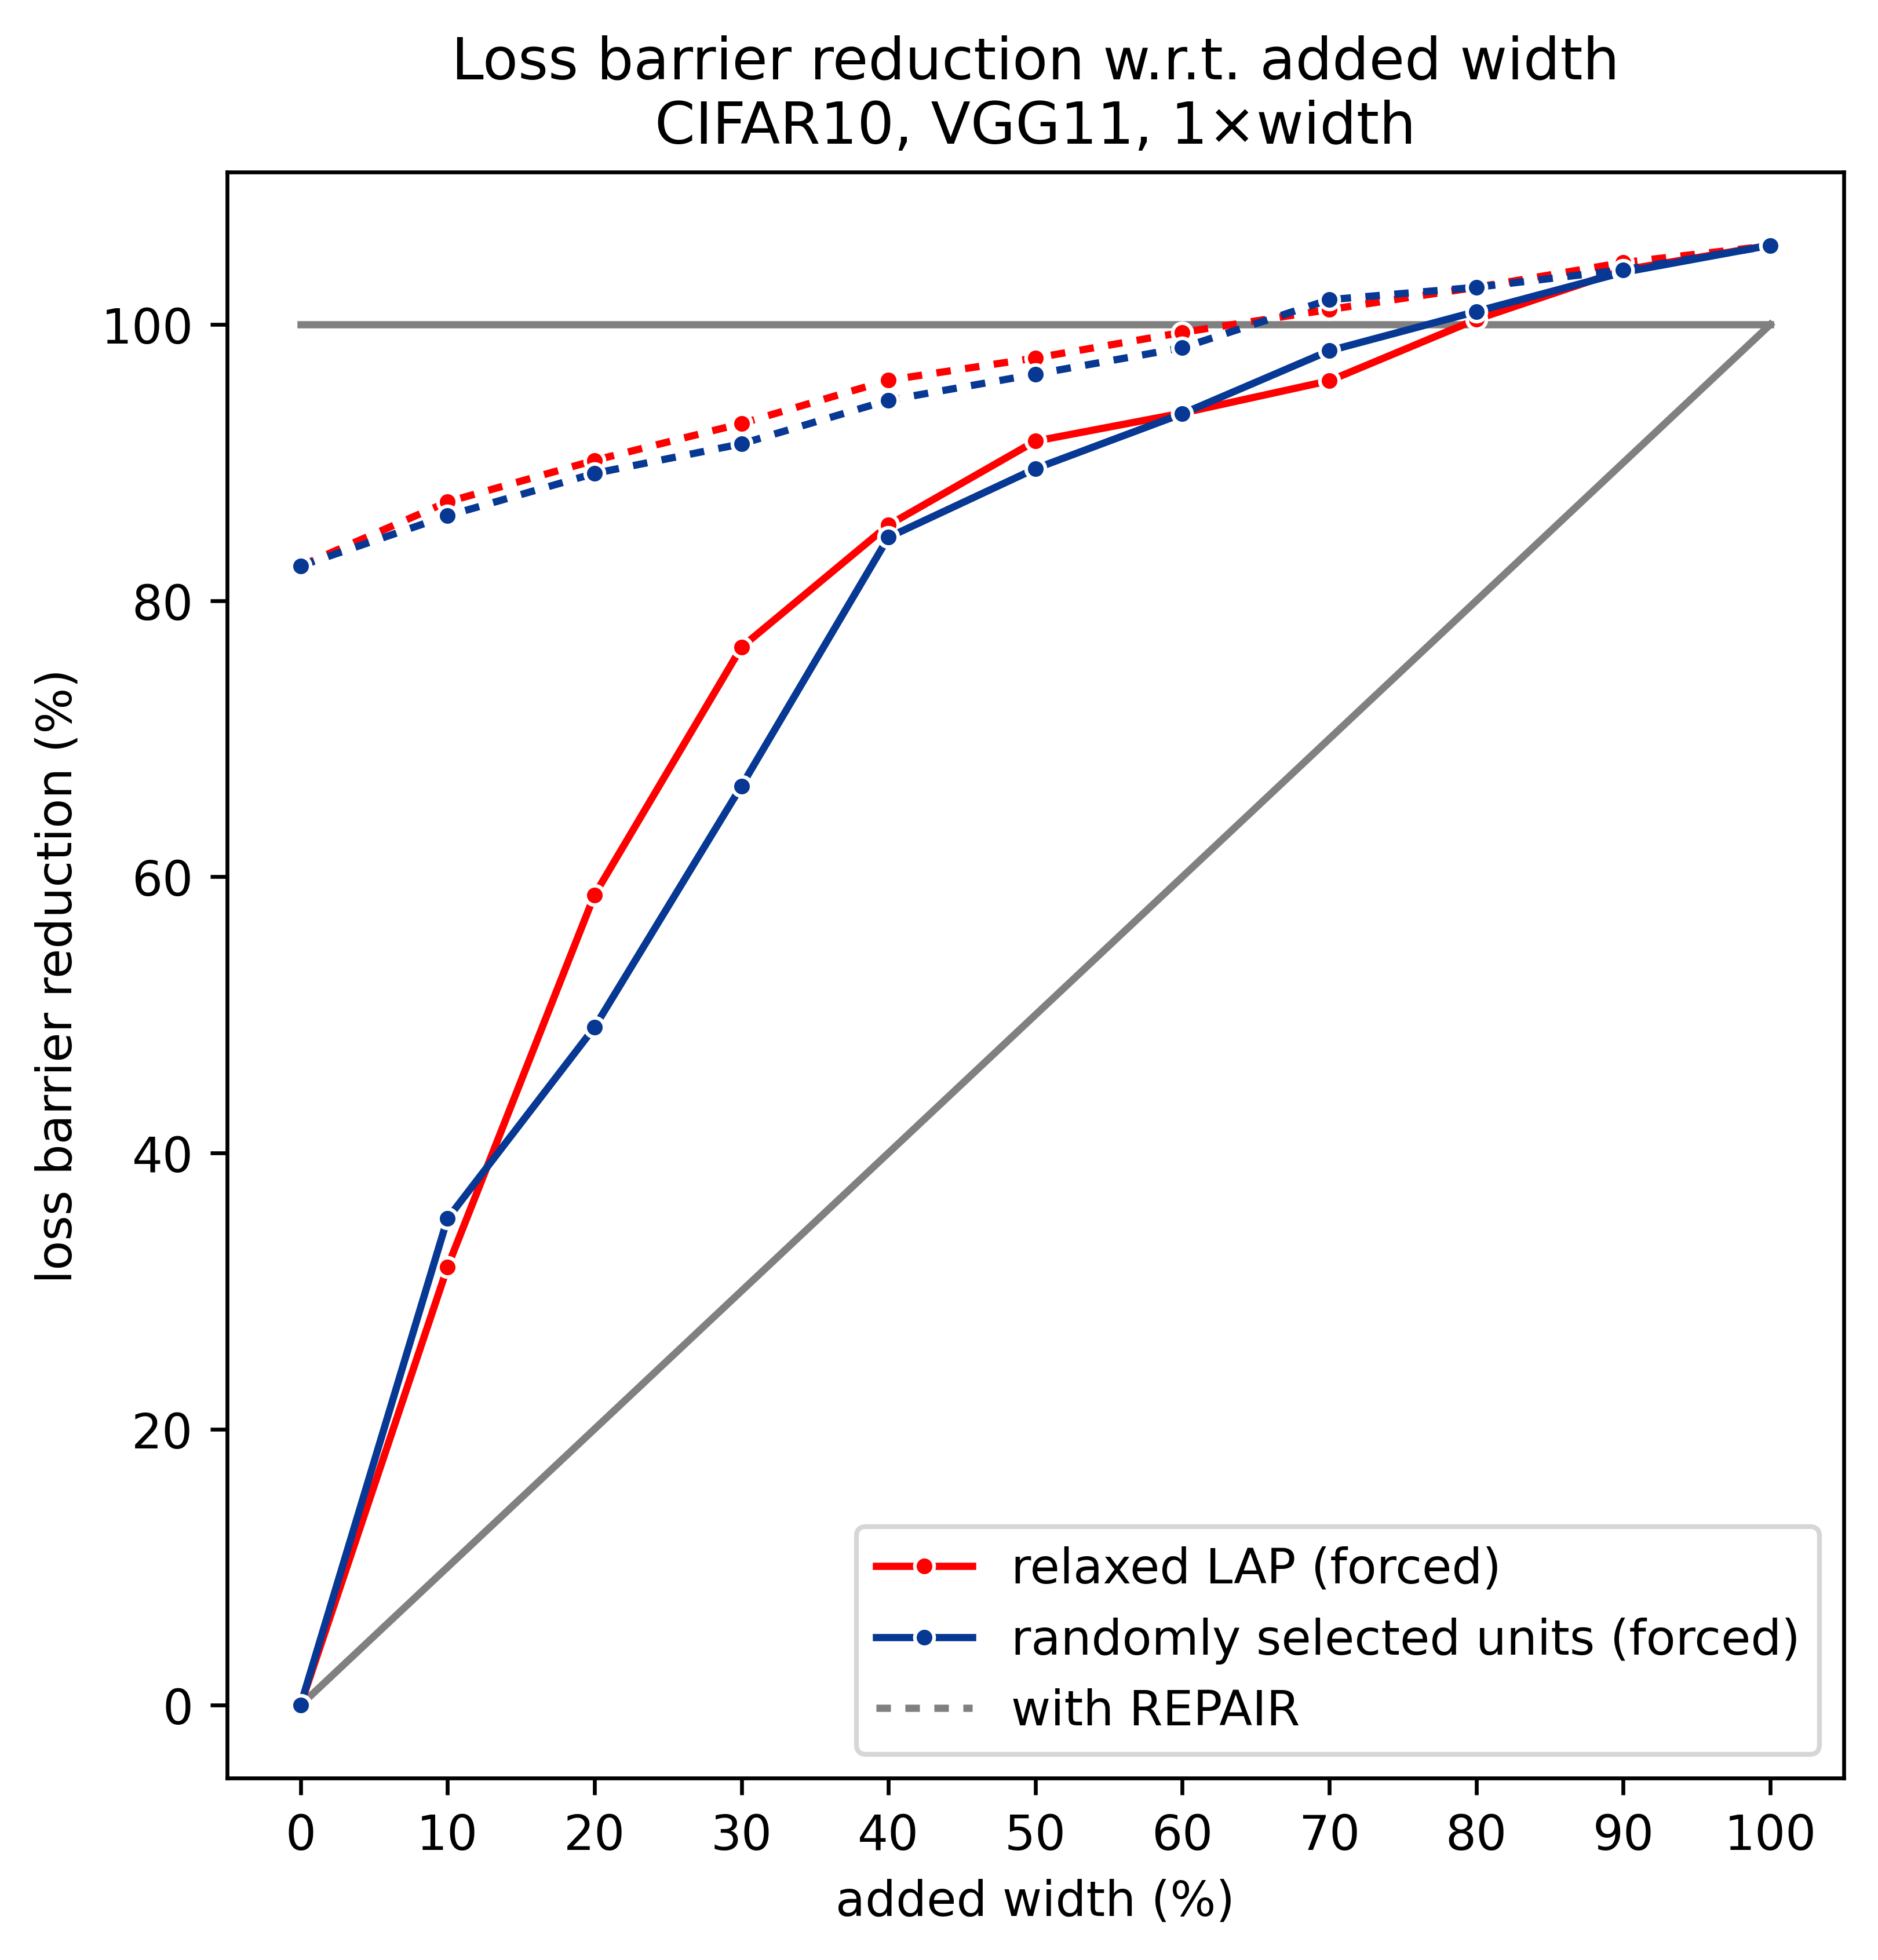 Loss barrier reduction w.r.t. added width
CIFAR10, VGG11, 1×width
loss barrier reduction (%)
100
80
60
40
20
0
relaxed LAP (forced)
randomly selected units (forced)
with REPAIR
0 10 20 30 40 50 60 70 80 90 100
added width (%)